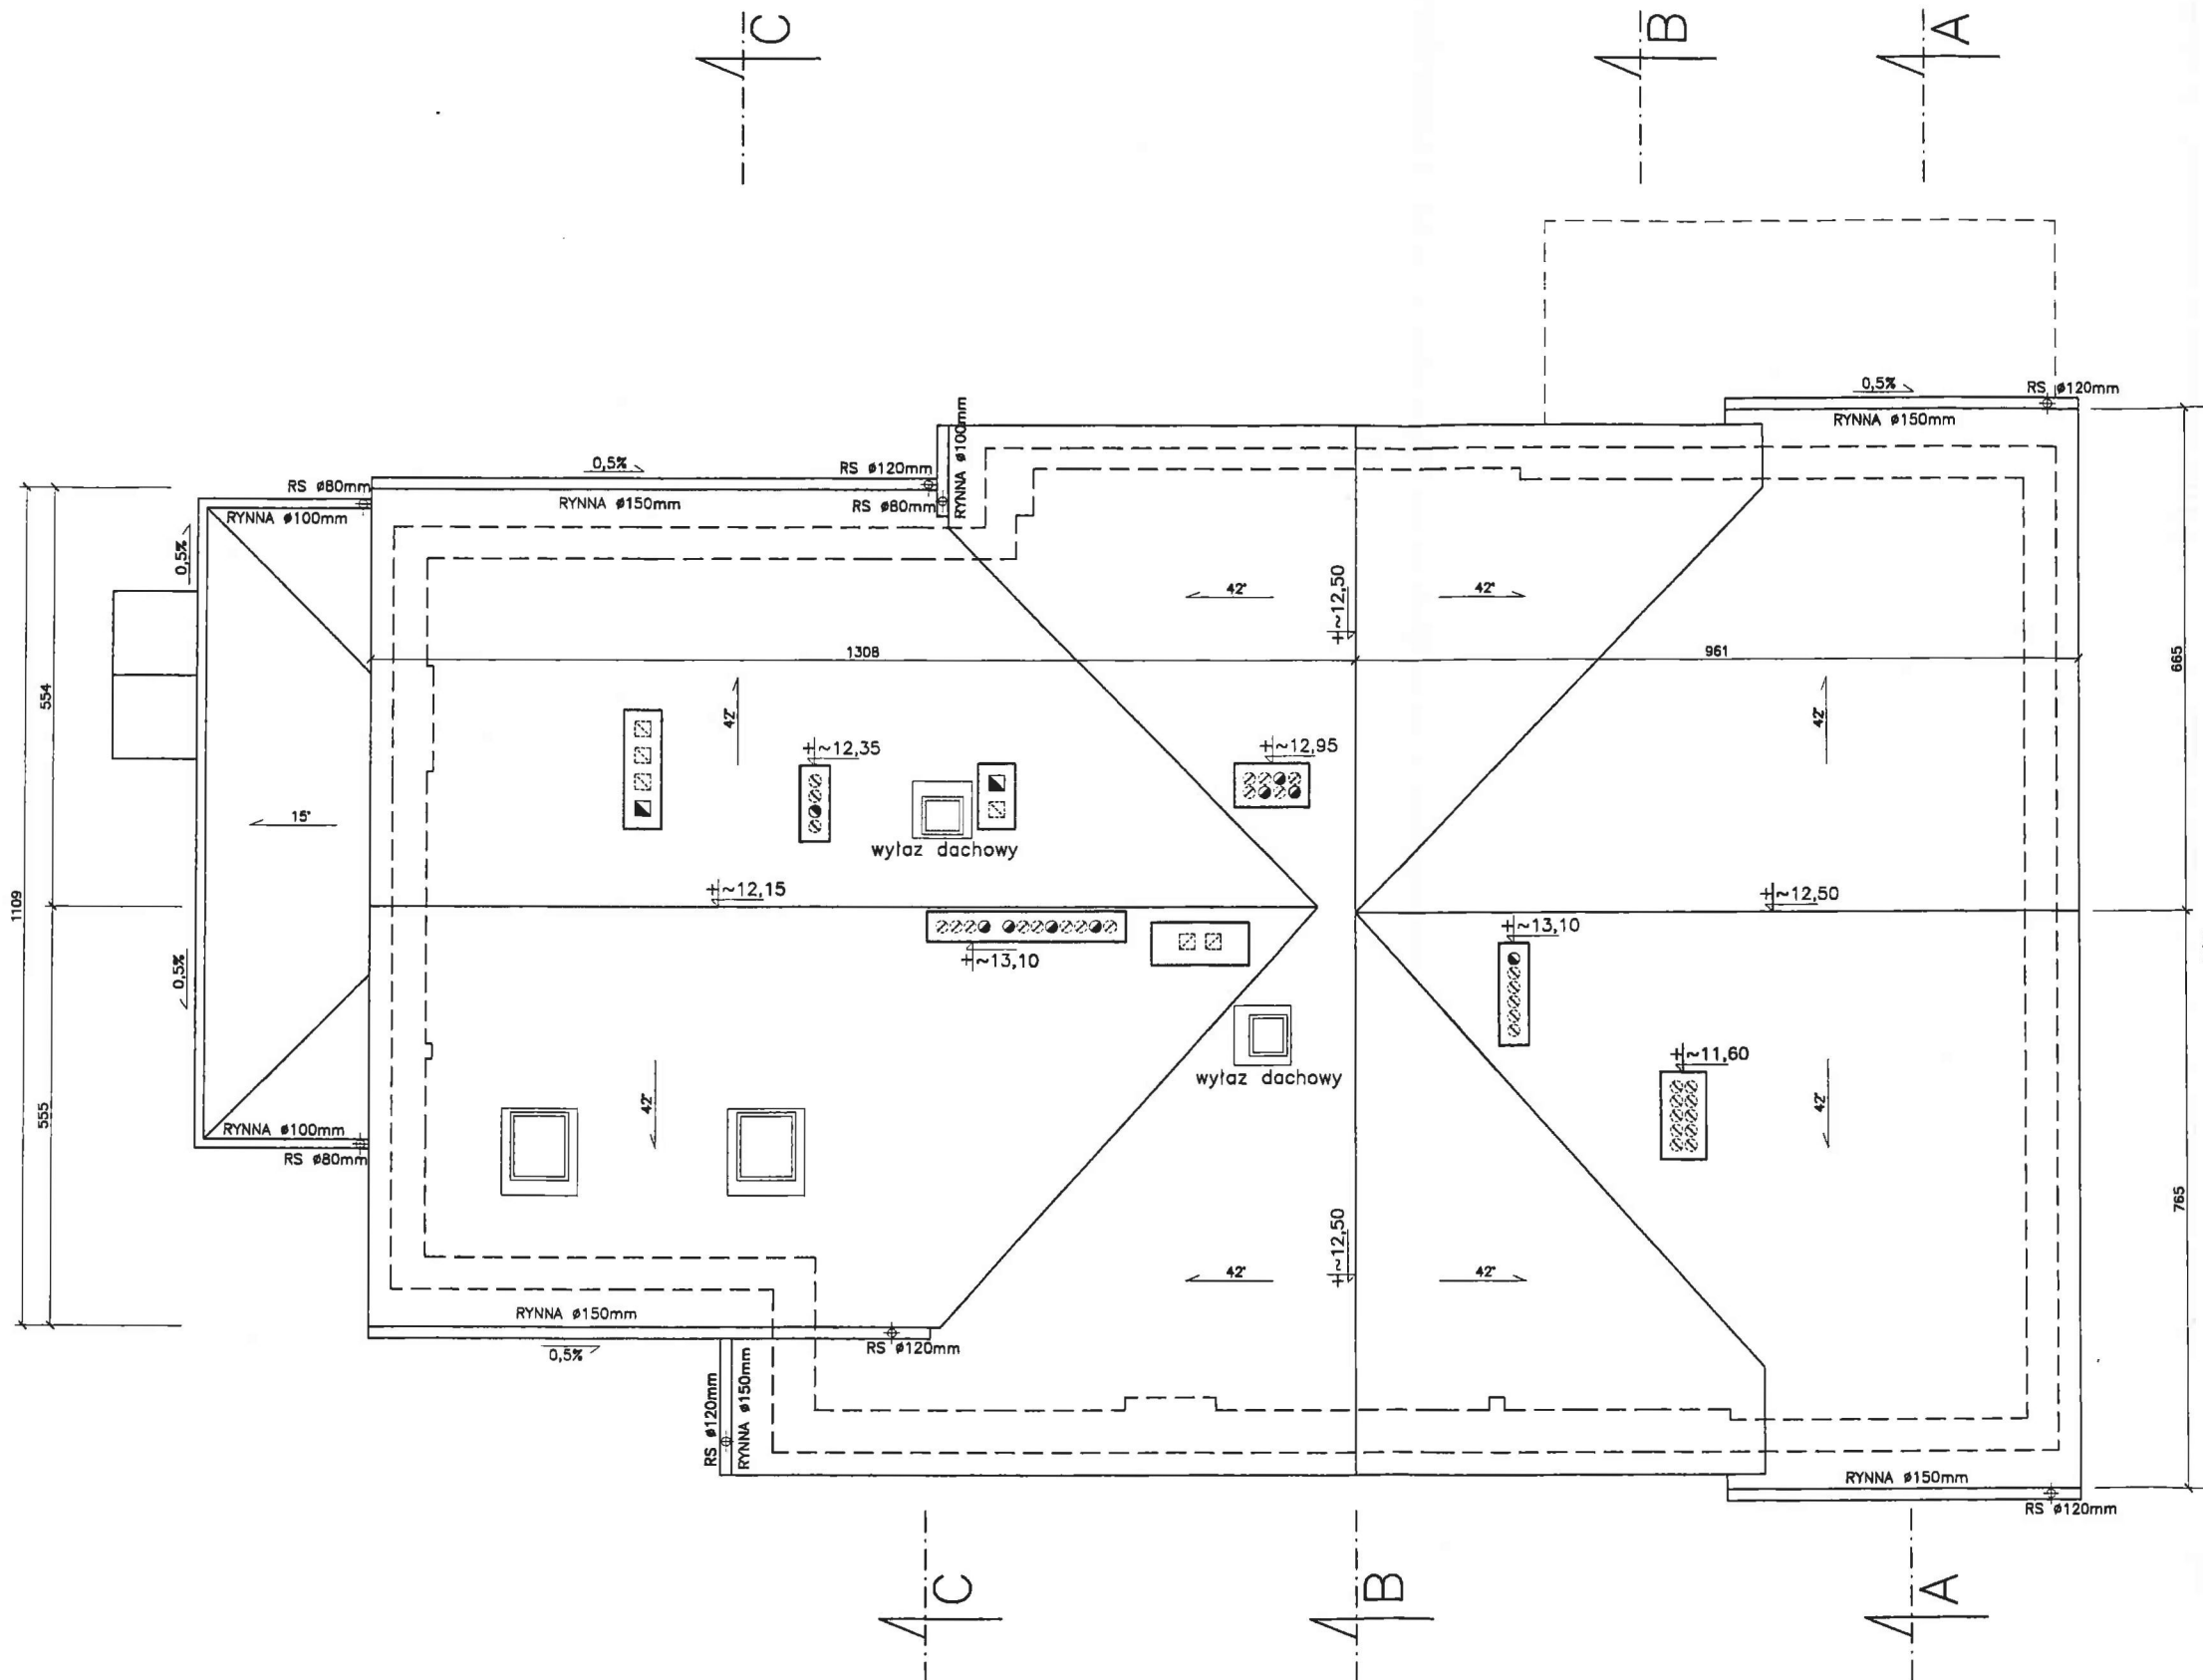 C
B
A
0,5%
RS ø120mm
RYNNA ø150mm
RYNNA ø100mm
0,5%
RS ø120mm
RS ø80mm
RYNNA ø150mm
RS ø80mm
RYNNA ø100mm
0,5%
42°
42°
+~12,50
1308
961
665
554
42°
42°
+~12,35
+~12,95
15°
wyłaz dachowy
1109
+~12,15
+~12,50
+~13,10
+~13,10
0,5%
+~11,60
wyłaz dachowy
42°
42°
555
RYNNA ø100mm
RS ø80mm
765
+~12,50
42°
42°
RYNNA ø150mm
0,5%
RS ø120mm
RS ø120mm
RYNNA ø150mm
RYNNA ø150mm
RS ø120mm
C
B
A